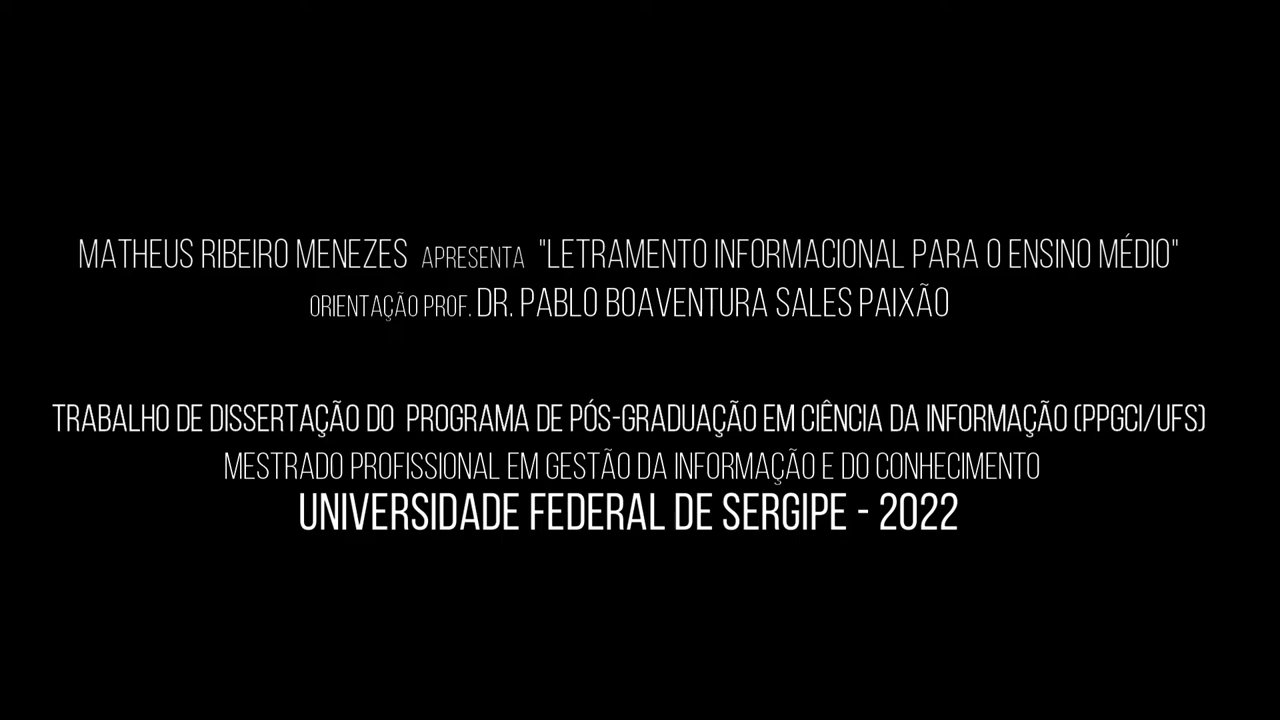 MATHEUS RIBEIRO MENEZES APRESENTA "LETRAMENTO INFORMACIONAL PARA O ENSINO MÉDIO"
ORIENTAÇÃO PROF. DR. PABLO BOAVENTURA SALES PAIXÃO
TRABALHO DE DISSERTAÇÃO DO PROGRAMA DE PÓS-GRADUAÇÃO EM CIÊNCIA DA INFORMAÇÃO (PPGCI/UFS)
MESTRADO PROFISSIONAL EM GESTÃO DA INFORMAÇÃO E DO CONHECIMENTO
UNIVERSIDADE FEDERAL DE SERGIPE - 2022